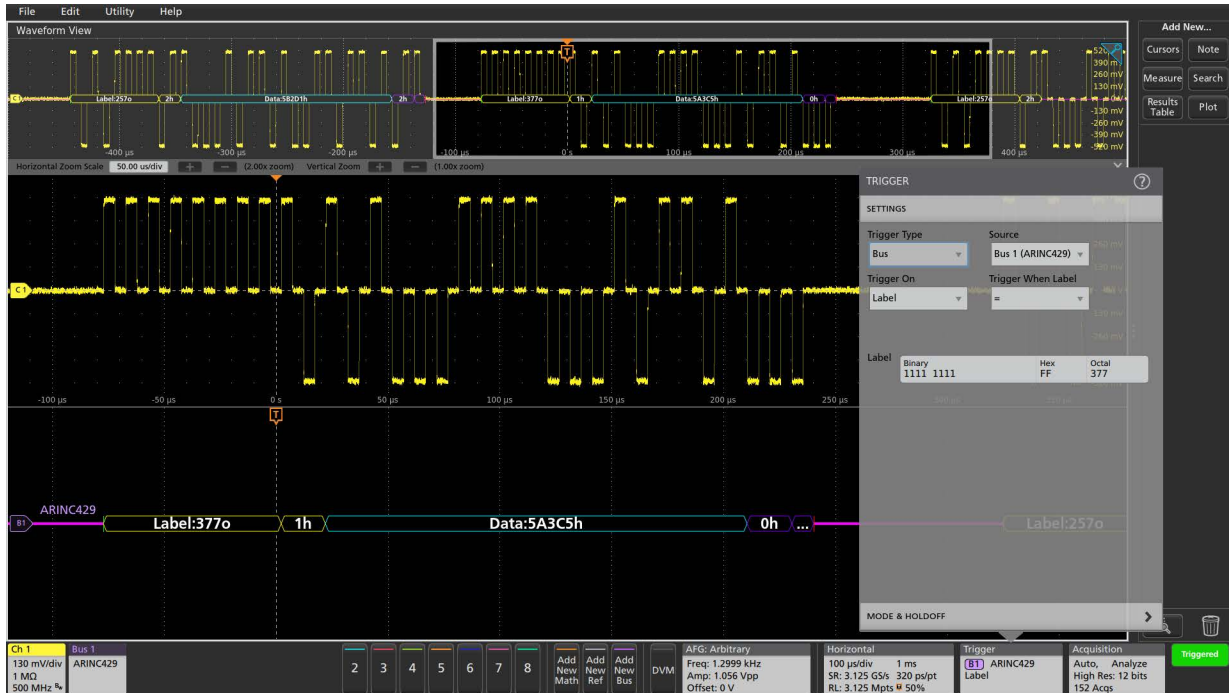 File Edit Utility Help
Waveform View
Add New...
Cursors Note
Measure Search
Results Table Plot
390 m
260 mV
130 mV
-130 mV
-260 mV
-390 mV
-520 mV
C1
Label:257o 2h Data:5B2D1h 2h Label:377o 1h Data:5A3C5h 0h Label:257o 2h
-400 µs -300 µs -200 µs -100 µs 0 s 100 µs 200 µs 300 µs 400 µs
Horizontal Zoom Scale 50.00 us/div + — (2.00x zoom) Vertical Zoom + — (1.00x zoom)
T
C1
-100 µs -50 µs 0 s 50 µs 100 µs 150 µs 200 µs 250 µs
T
ARINC429
B1
Label:377o 1h Data:5A3C5h 0h ... Label:257o
TRIGGER ?
SETTINGS
Trigger Type Source
Bus Bus 1 (ARINC429)
Trigger On Trigger When Label
Label =
Label Binary Hex Octal
1111 1111 FF 377
MODE & HOLDOFF
Ch 1
130 mV/div
1 MΩ
500 MHz
Bus 1
ARINC429
2 3 4 5 6 7 8
Add New Math
Add New Ref
Add New Bus
DVM
AFG: Arbitrary
Freq: 1.2999 kHz
Amp: 1.056 Vpp
Offset: 0 V
Horizontal
100 µs/div 1 ms
SR: 3.125 GS/s 320 ps/pt
RL: 3.125 Mpts 50%
Trigger
B1 ARINC429
Label
Acquisition
Auto, Analyze
High Res: 12 bits
152 Acqs
Triggered